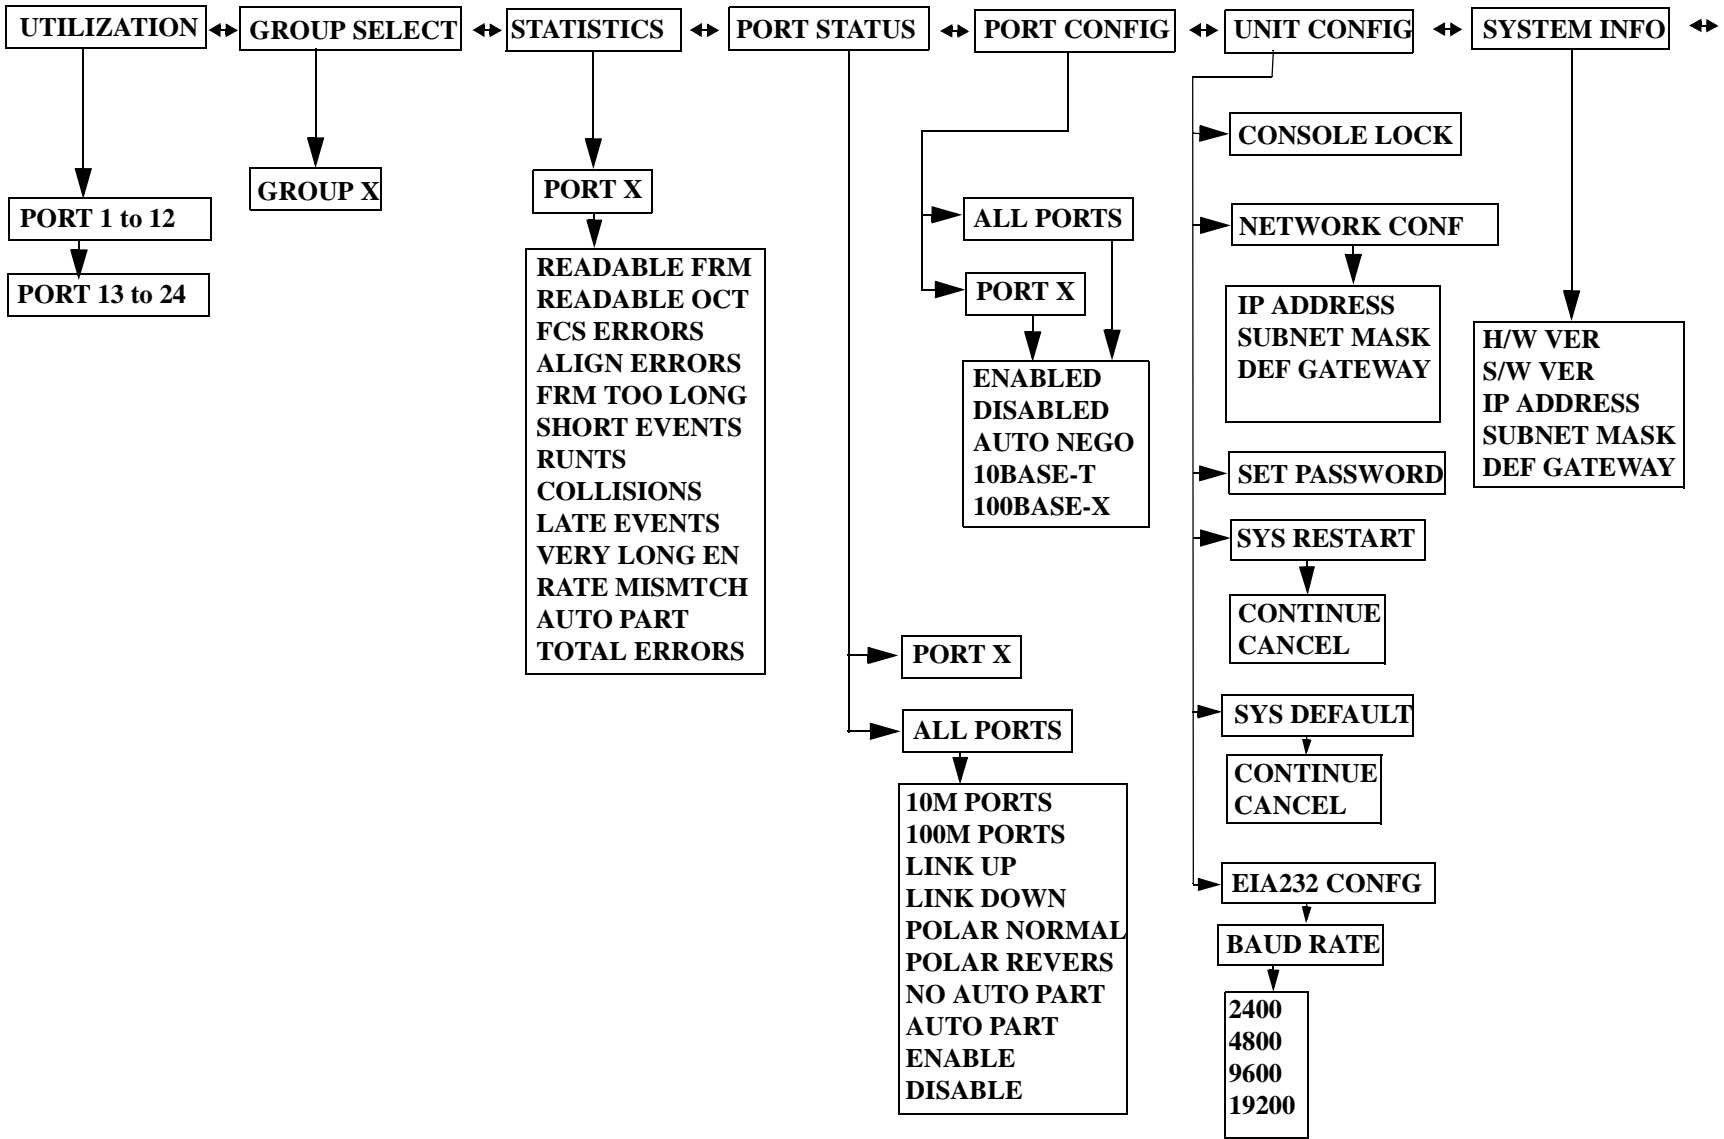 UTILIZATION
GROUP SELECT
STATISTICS
PORT STATUS
PORT CONFIG
UNIT CONFIG
SYSTEM INFO
PORT 1 to 12
PORT 13 to 24
GROUP X
PORT X
READABLE FRM
READABLE OCT
FCS ERRORS
ALIGN ERRORS
FRM TOO LONG
SHORT EVENTS
RUNTS
COLLISIONS
LATE EVENTS
VERY LONG EN
RATE MISMTCH
AUTO PART
TOTAL ERRORS
PORT X
ALL PORTS
10M PORTS
100M PORTS
LINK UP
LINK DOWN
POLAR NORMAL
POLAR REVERS
NO AUTO PART
AUTO PART
ENABLE
DISABLE
ALL PORTS
PORT X
ENABLED
DISABLED
AUTO NEGO
10BASE-T
100BASE-X
CONSOLE LOCK
NETWORK CONF
IP ADDRESS
SUBNET MASK
DEF GATEWAY
SET PASSWORD
SYS RESTART
CONTINUE
CANCEL
SYS DEFAULT
CONTINUE
CANCEL
EIA232 CONFG
BAUD RATE
2400
4800
9600
19200
H/W VER
S/W VER
IP ADDRESS
SUBNET MASK
DEF GATEWAY